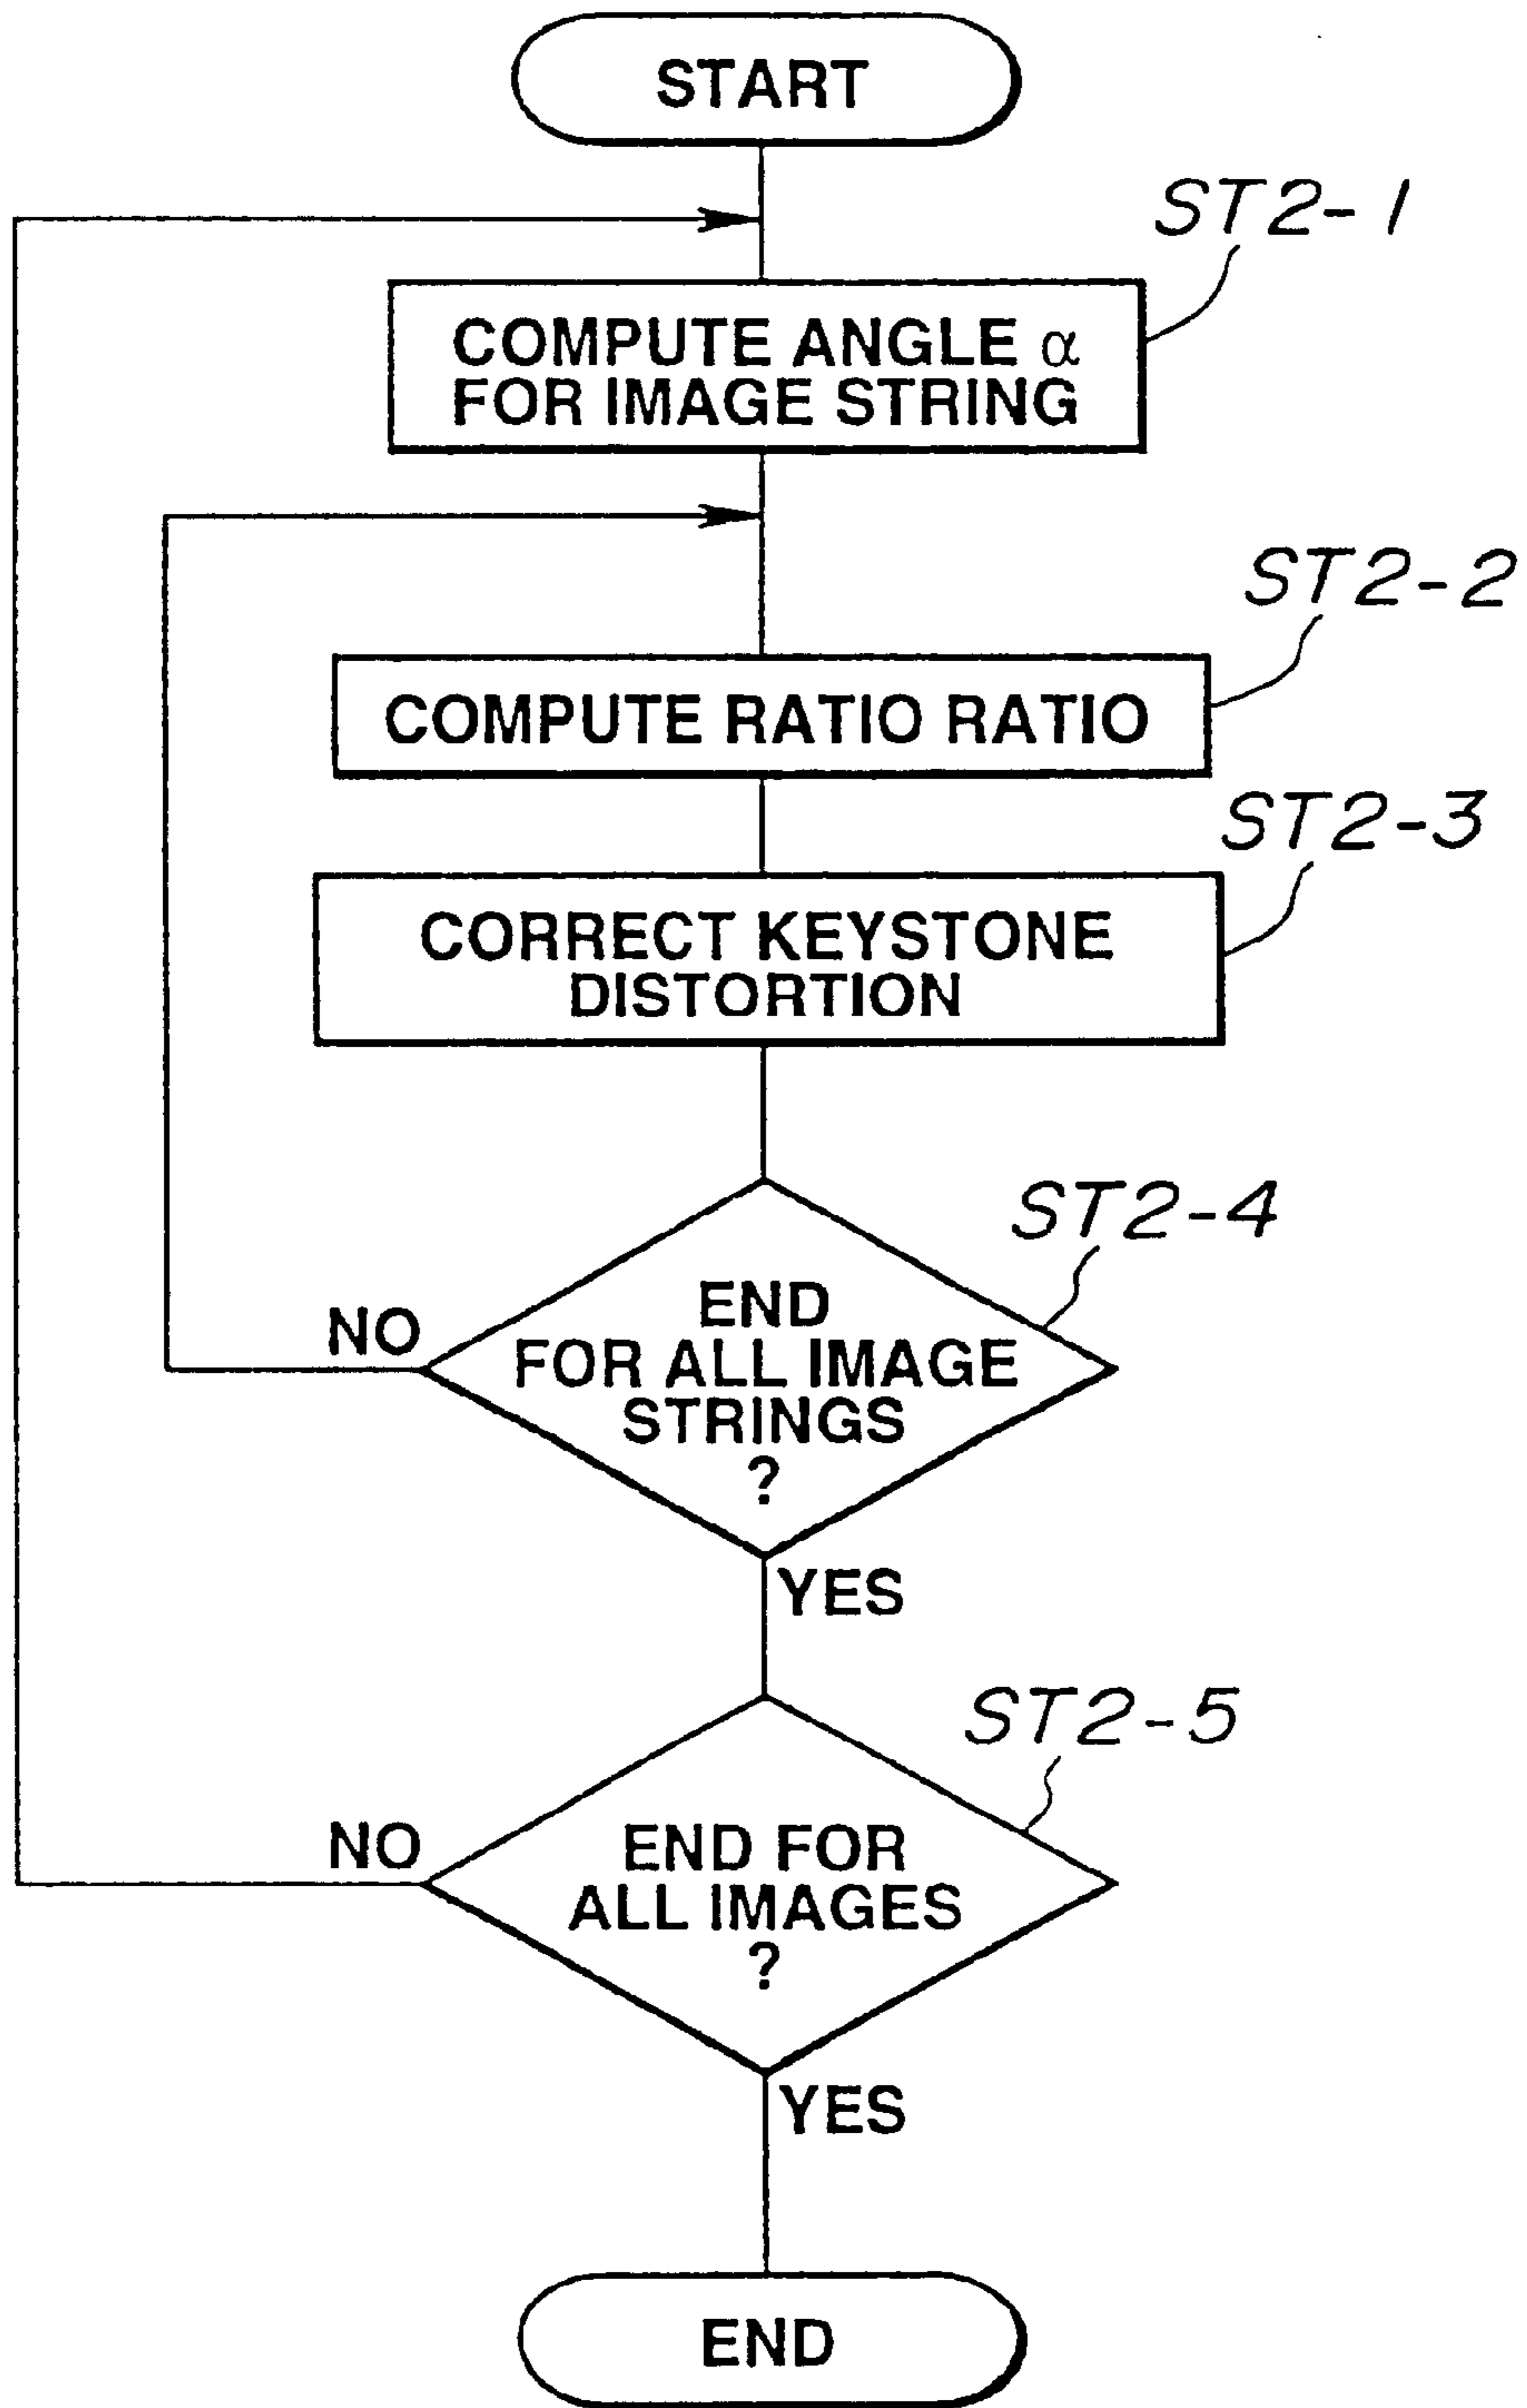 START
ST2-1
COMPUTE ANGLE α
FOR IMAGE STRING
ST2-2
COMPUTE RATIO RATIO
ST2-3
CORRECT KEYSTONE
DISTORTION
ST2-4
END
FOR ALL IMAGE
STRINGS
?
NO
YES
ST2-5
END FOR
ALL IMAGES
?
NO
YES
END